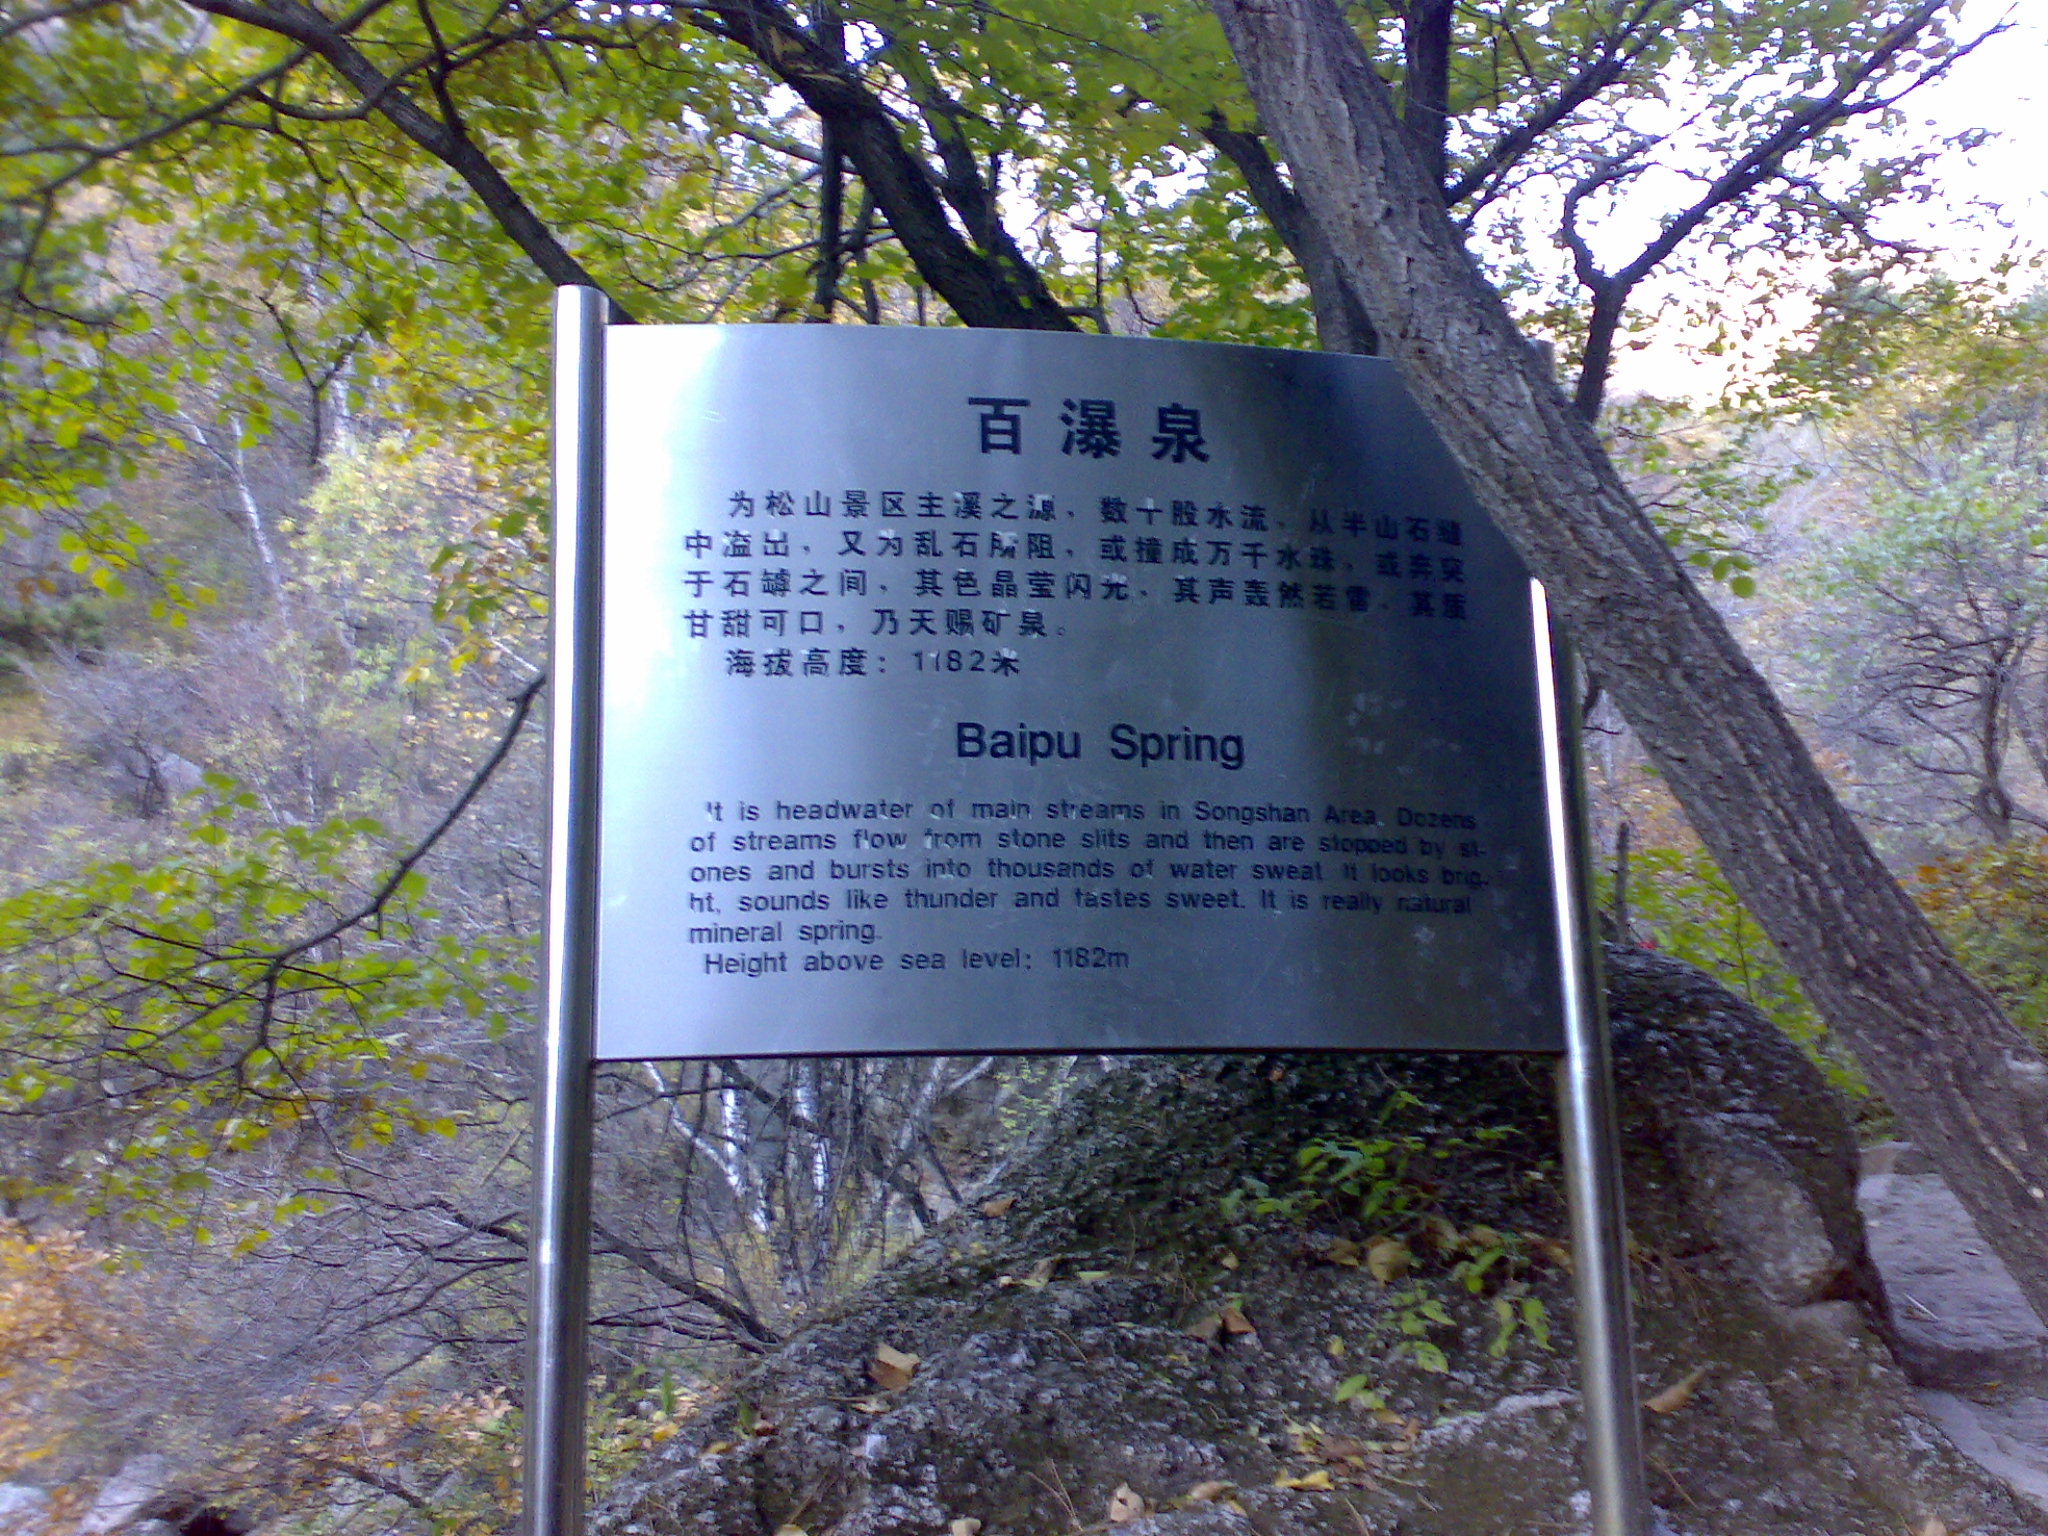 百瀑泉
为松山景区主溪之源，数十股水流，从半山石缝
中溢出，又为乱石所阻，或撞成万千水珠，或奔突
于石罅之间，其色晶莹闪光，其声轰然若雷，其质
甘甜可口，乃天赐矿泉。
海拔高度：1182米
Baipu Spring
It is headwater of main streams in Songshan Area. Dozens
of streams flow from stone slits and then are stopped by st-
ones and bursts into thousands of water sweat. It looks brig-
ht, sounds like thunder and tastes sweet. It is really natural
mineral spring.
Height above sea level: 1182m